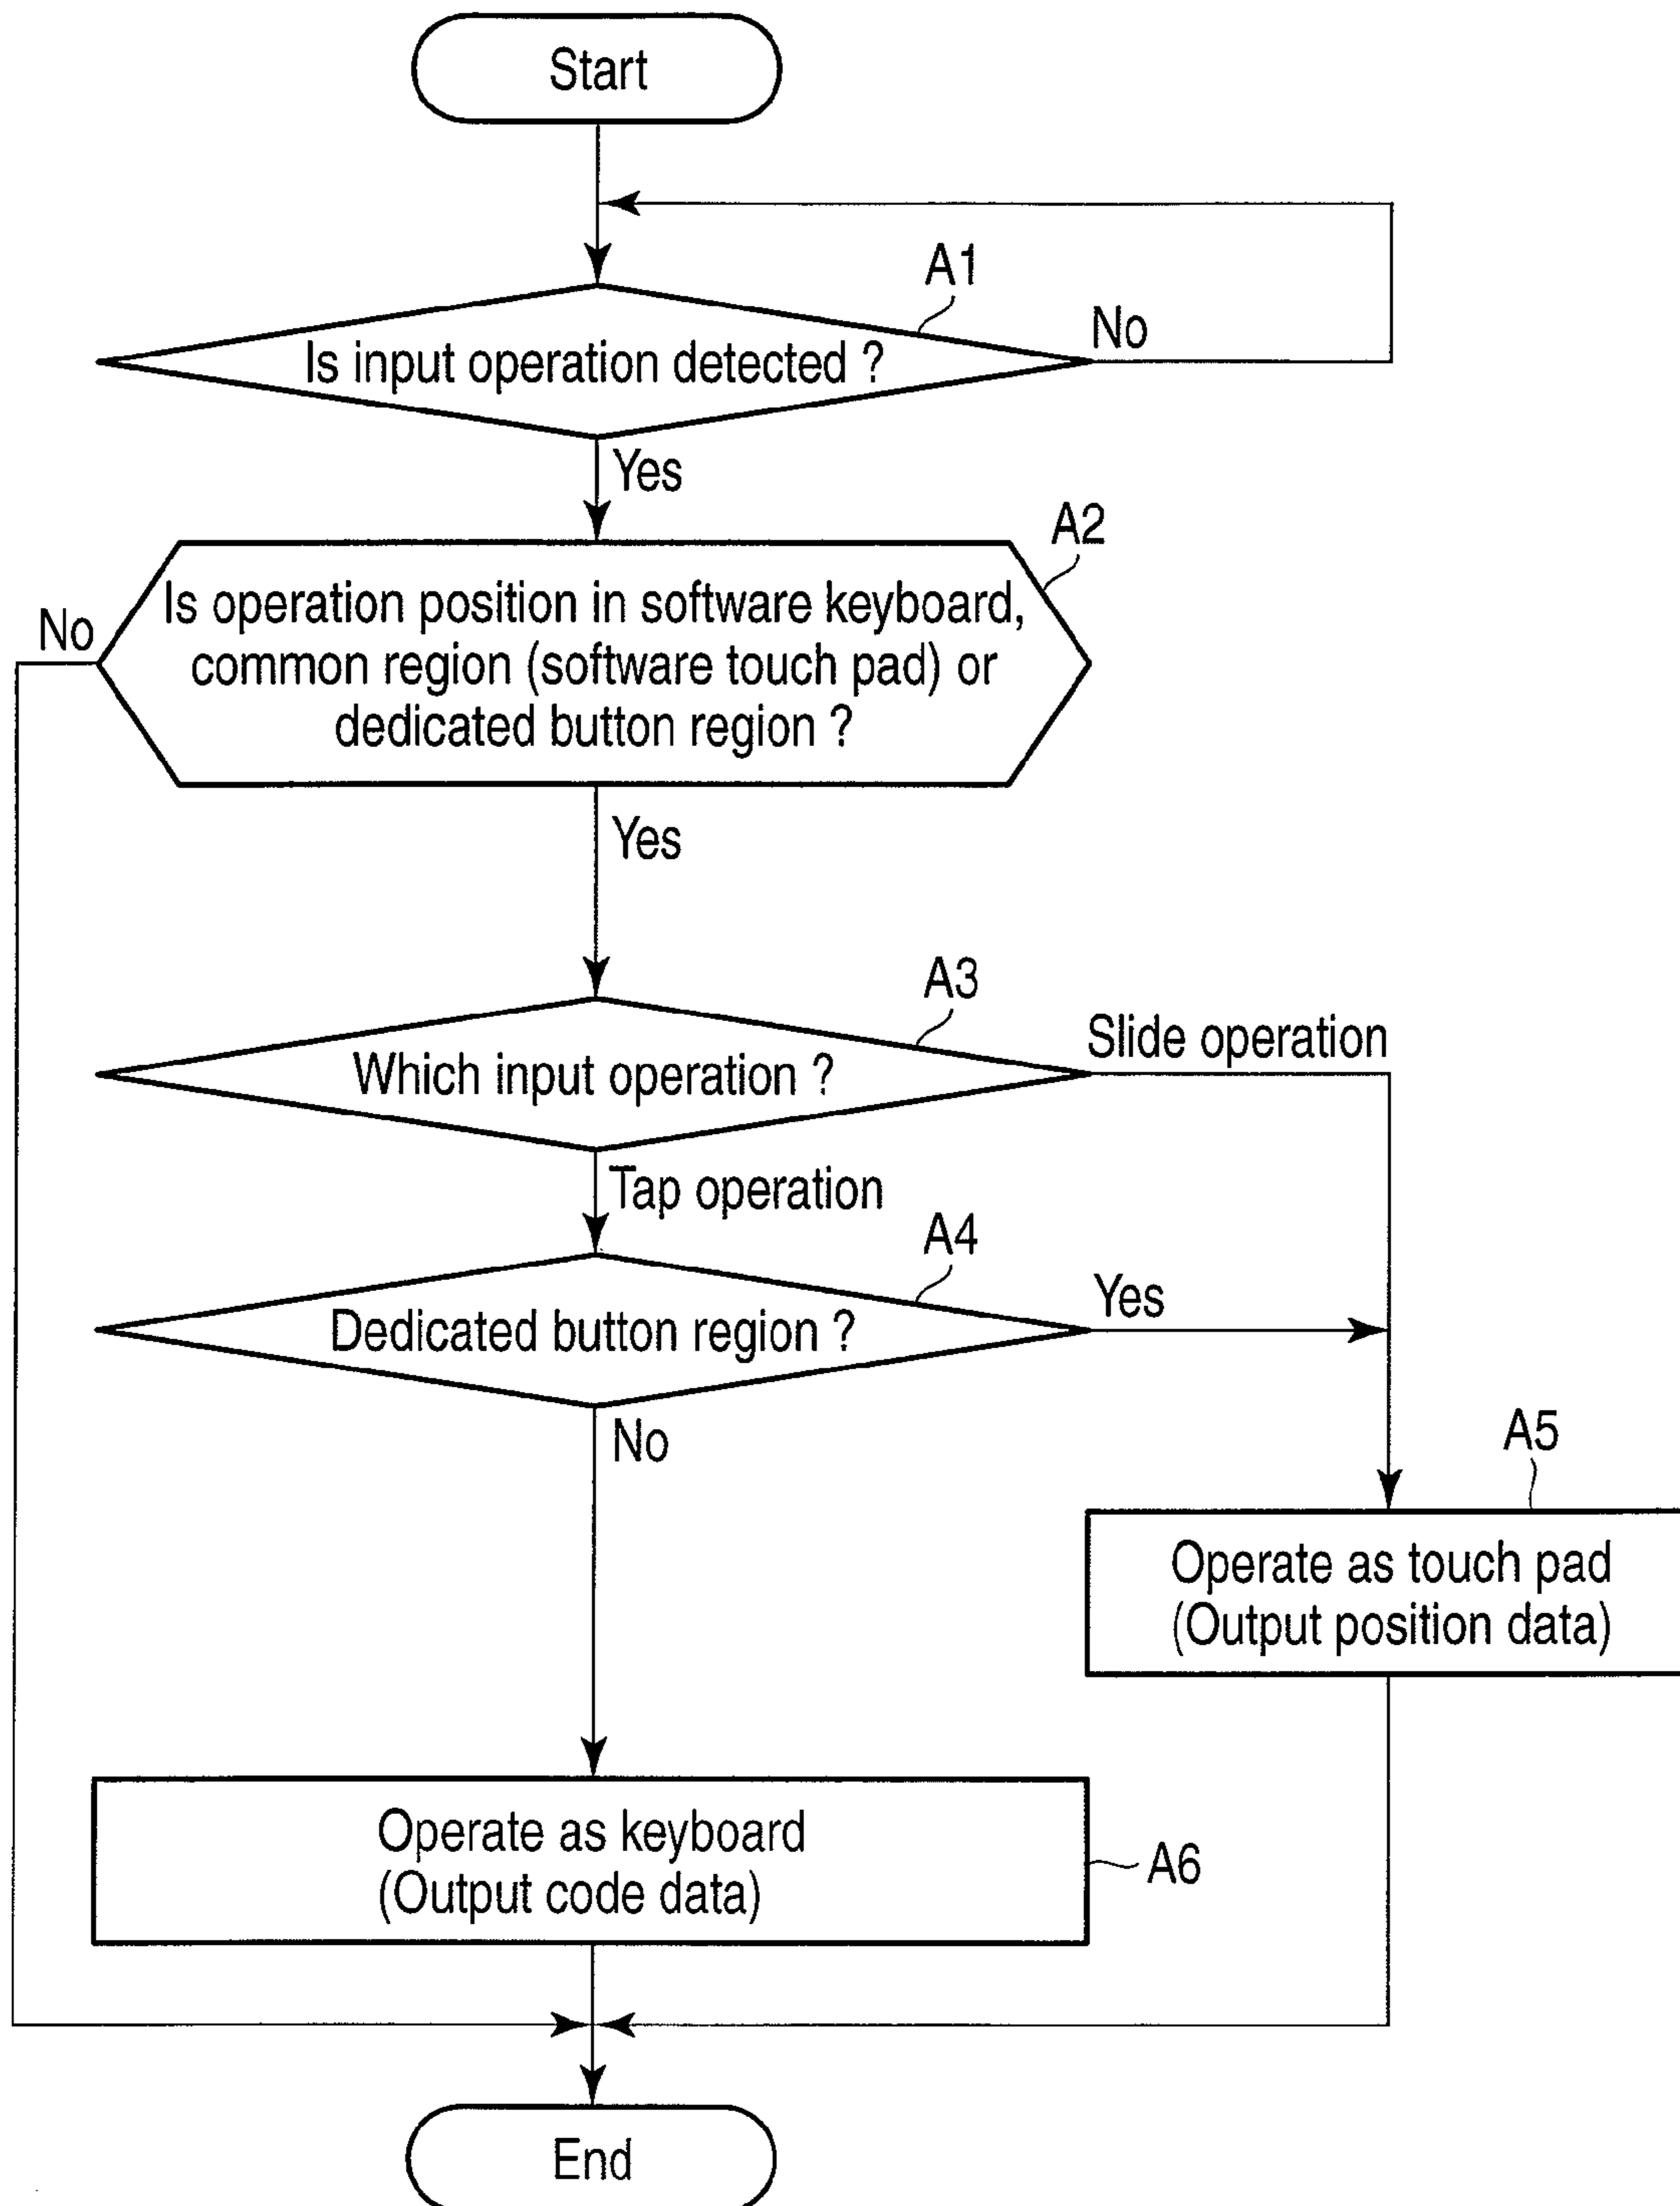 Start
A1
No
Is input operation detected ?
Yes
A2
No
Is operation position in software keyboard,
common region (software touch pad) or
dedicated button region ?
Yes
A3
Slide operation
Which input operation ?
Tap operation
A4
Yes
Dedicated button region ?
No
A5
Operate as touch pad
(Output position data)
Operate as keyboard
(Output code data)
A6
End